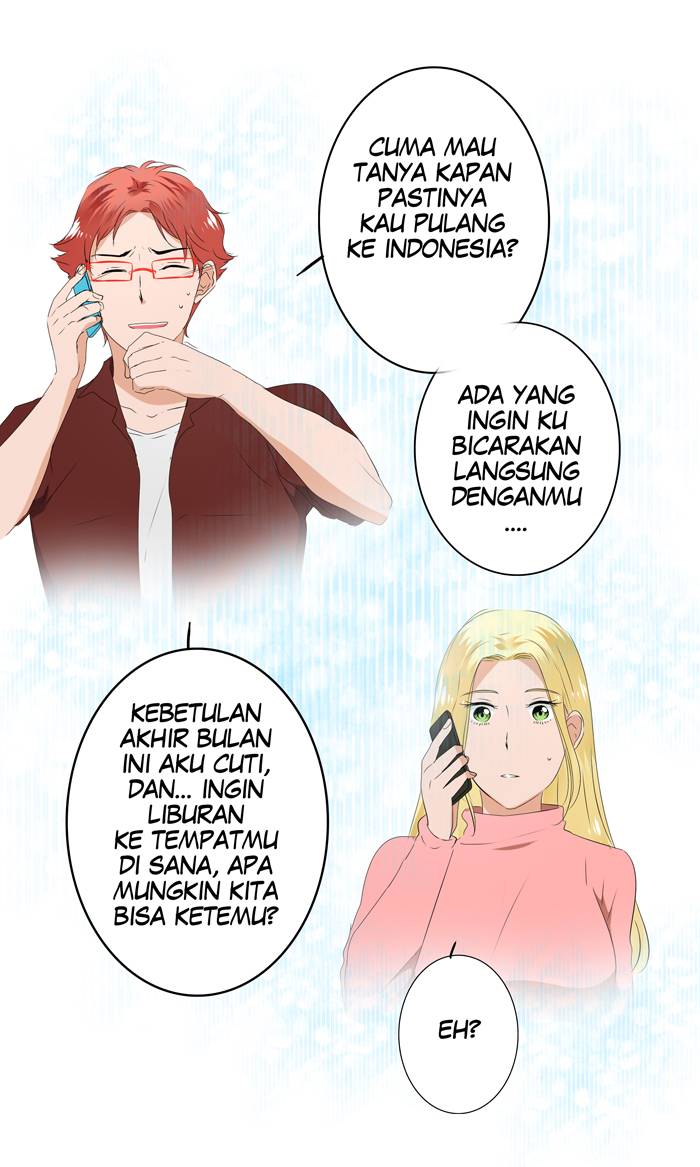 CUMA MAU
TANYA KAPAN
PASTINYA
KAU PULANG
KE INDONESIA?
ADA YANG
INGIN KU
BICARAKAN
LANGSUNG
DENGANMU
....
KEBETULAN
AKHIR BULAN
INI AKU CUTI,
DAN... INGIN
LIBURAN
KE TEMPATMU
DI SANA, APA
MUNGKIN KITA
BISA KETEMU?
EH?